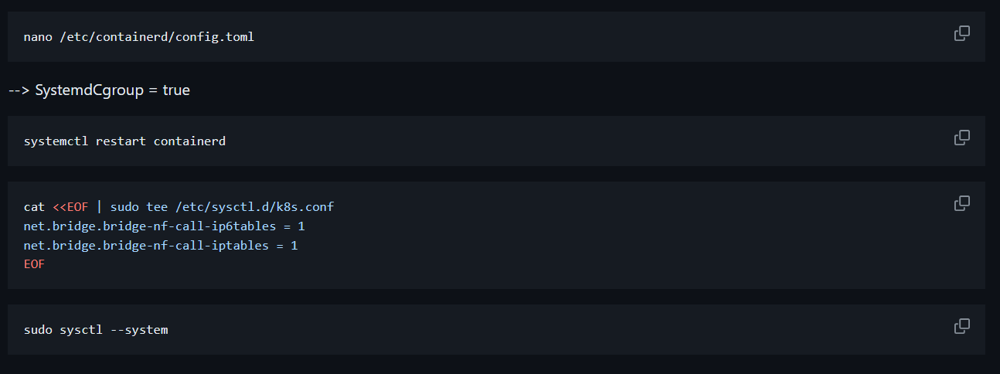 nano /etc/containerd/config.toml
--> SystemdCgroup = true
systemctl restart containerd
cat <<EOF | sudo tee /etc/sysctl.d/k8s.conf
net.bridge.bridge-nf-call-ip6tables = 1
net.bridge.bridge-nf-call-iptables = 1
EOF
sudo sysctl --system